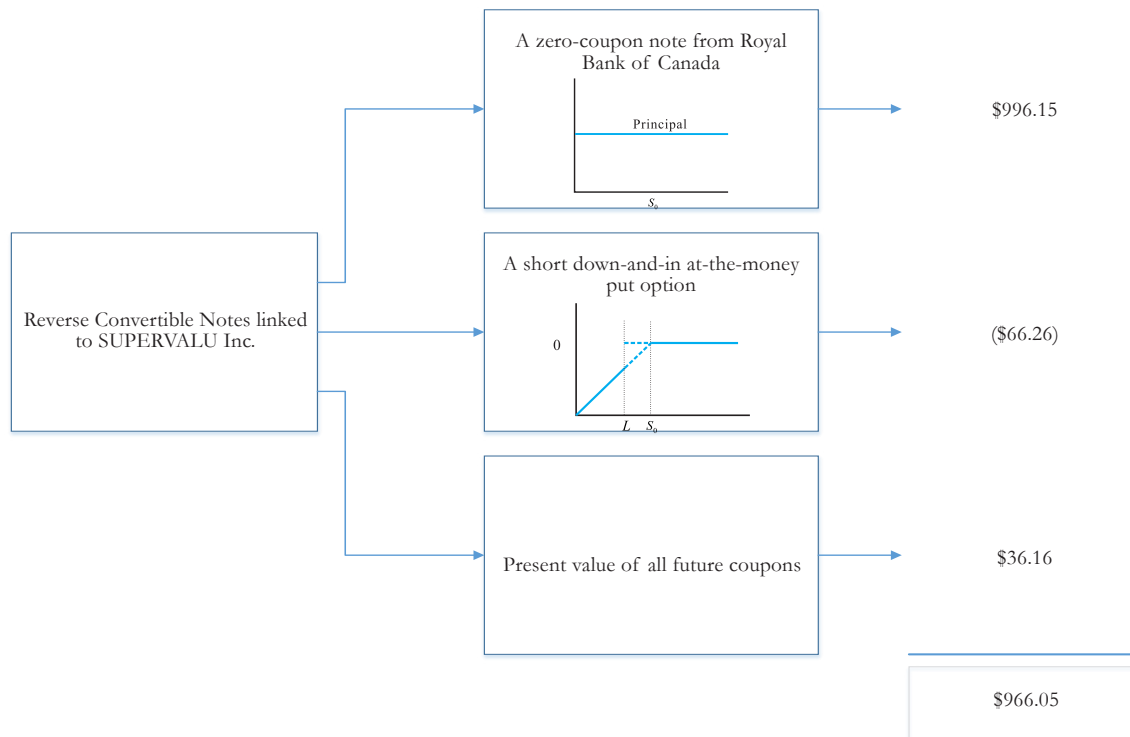 A zero-coupon note from Royal
Bank of Canada
Principal
S₀
$996.15
Reverse Convertible Notes linked
to SUPERVALU Inc.
A short down-and-in at-the-money
put option
0
L S₀
($66.26)
Present value of all future coupons
$36.16
$966.05